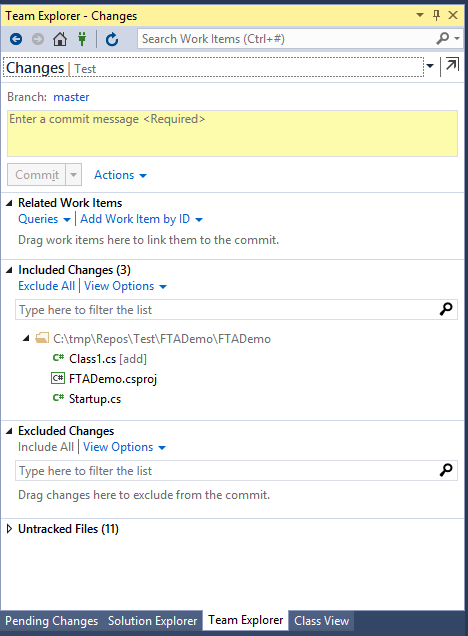 Team Explorer - Changes
Search Work Items (Ctrl+#)
Changes | Test
Branch: master
Enter a commit message <Required>
Commit Actions
Related Work Items
Queries | Add Work Item by ID
Drag work items here to link them to the commit.
Included Changes (3)
Exclude All | View Options
Type here to filter the list
C:\tmp\Repos\Test\FTADemo\FTADemo
C# Class1.cs [add]
C# FTADemo.csproj
C# Startup.cs
Excluded Changes
Include All | View Options
Type here to filter the list
Drag changes here to exclude from the commit.
Untracked Files (11)
Pending Changes Solution Explorer Team Explorer Class View